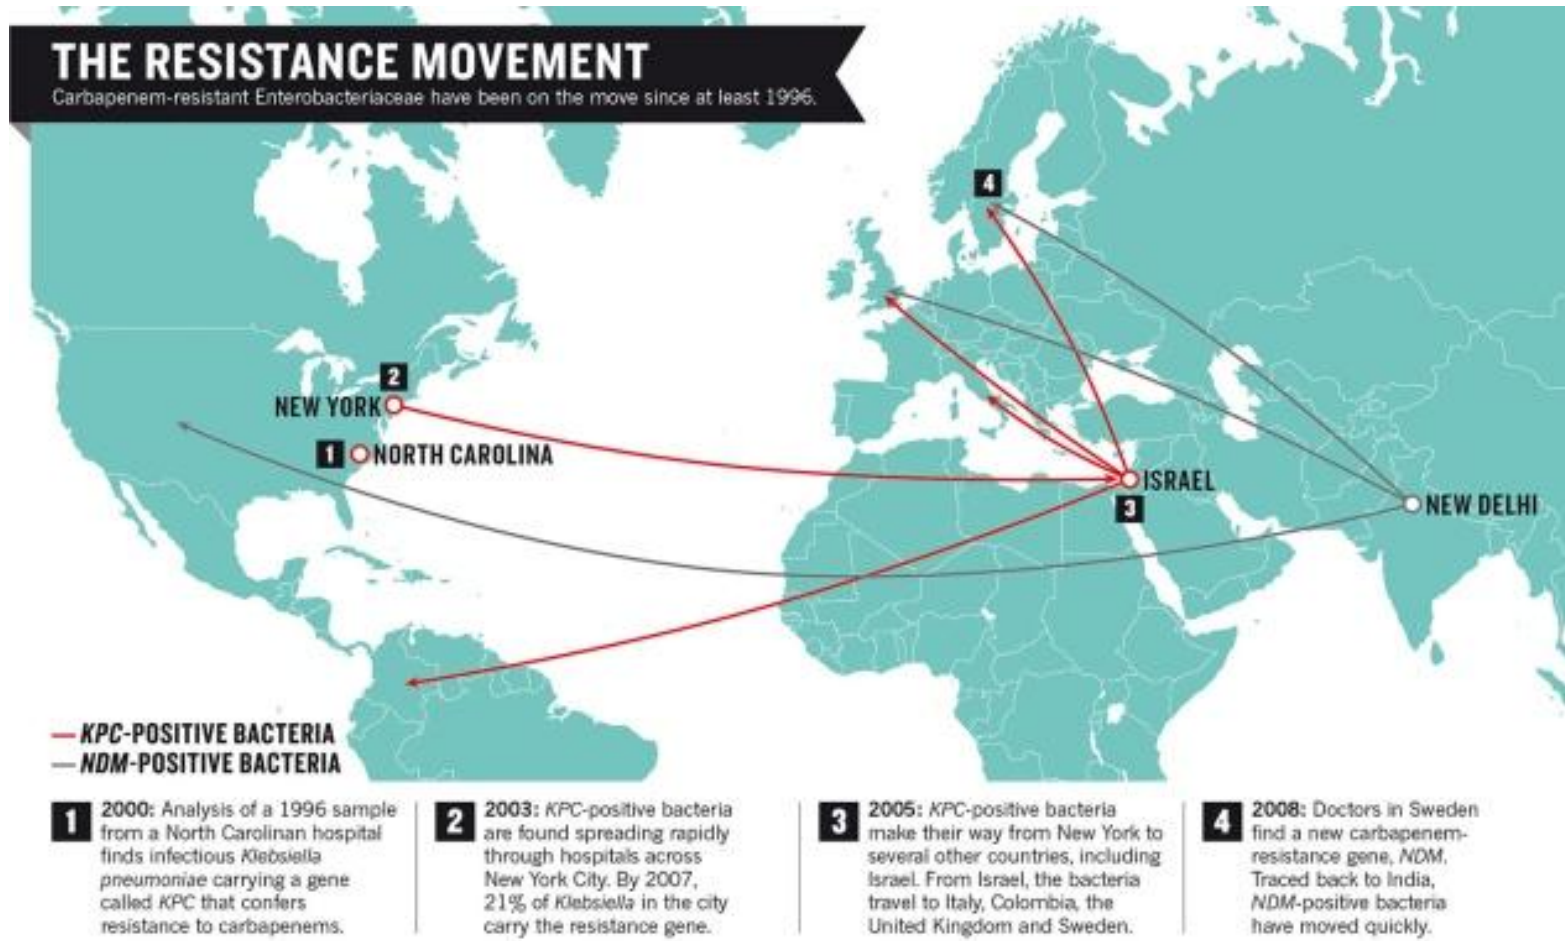 THE RESISTANCE MOVEMENT
Carbapenem-resistant Enterobacteriaceae have been on the move since at least 1996.
4
2
NEW YORK
1
NORTH CAROLINA
ISRAEL
3
NEW DELHI
KPC-POSITIVE BACTERIA
NDM-POSITIVE BACTERIA
1
2000: Analysis of a 1996 sample
from a North Carolinan hospital
finds infectious Klebsiella
pneumoniae carrying a gene
called KPC that confers
resistance to carbapenems.
2
2003: KPC-positive bacteria
are found spreading rapidly
through hospitals across
New York City. By 2007,
21% of Klebsiella in the city
carry the resistance gene.
3
2005: KPC-positive bacteria
make their way from New York to
several other countries, including
Israel. From Israel, the bacteria
travel to Italy, Colombia, the
United Kingdom and Sweden.
4
2008: Doctors in Sweden
find a new carbapenem-
resistance gene, NDM.
Traced back to India,
NDM-positive bacteria
have moved quickly.